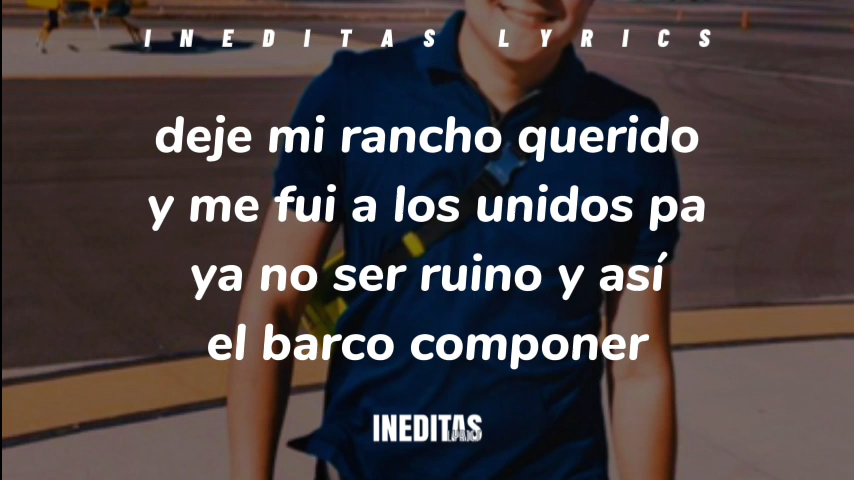 INEDITAS LYRICS
deje mi rancho querido
y me fui a los unidos pa
ya no ser ruino y así
el barco componer
INEDITAS
LYRICS